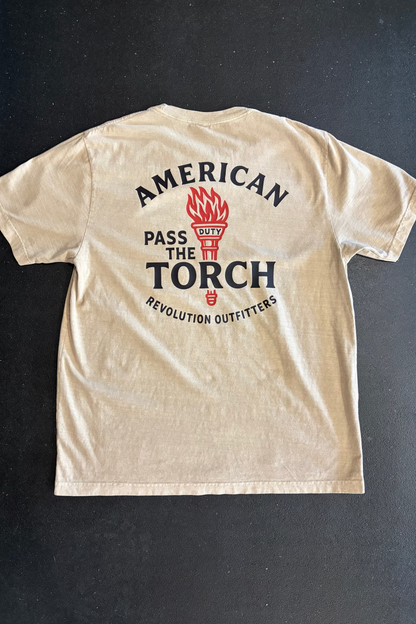 AMERICAN
DUTY
PASS
THE
TORCH
REVOLUTION OUTFITTERS